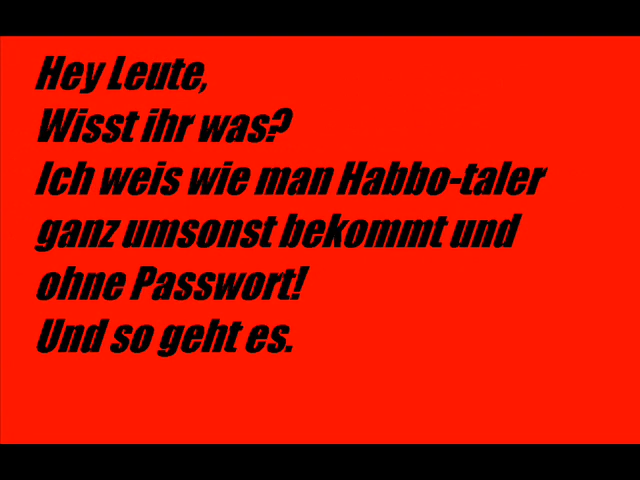 Hey Leute,
Wisst ihr was?
Ich weis wie man Habbo-taler
ganz umsonst bekommt und
ohne Passwort!
Und so geht es.